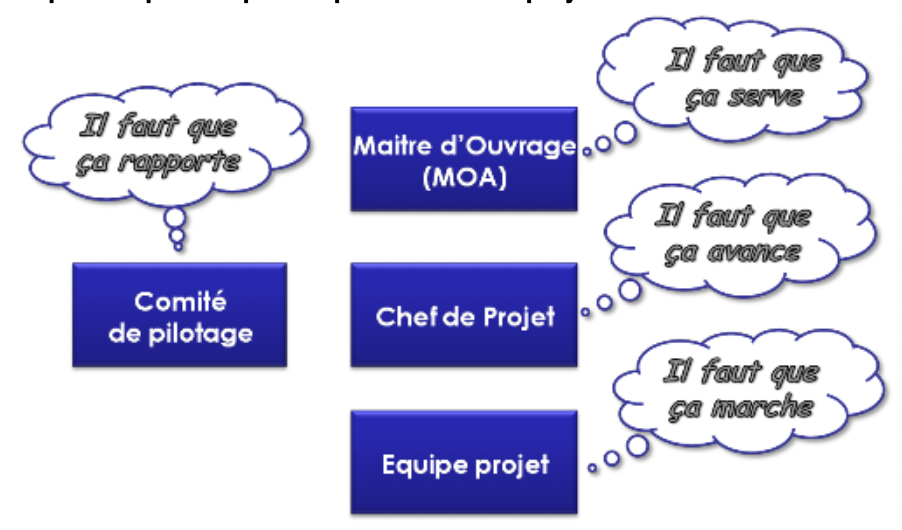 Il faut que
ça rapporte
Comité
de pilotage
Il faut que
ça serve
Maitre d'Ouvrage
(MOA)
Il faut que
ça avance
Chef de Projet
Il faut que
ça marche
Equipe projet